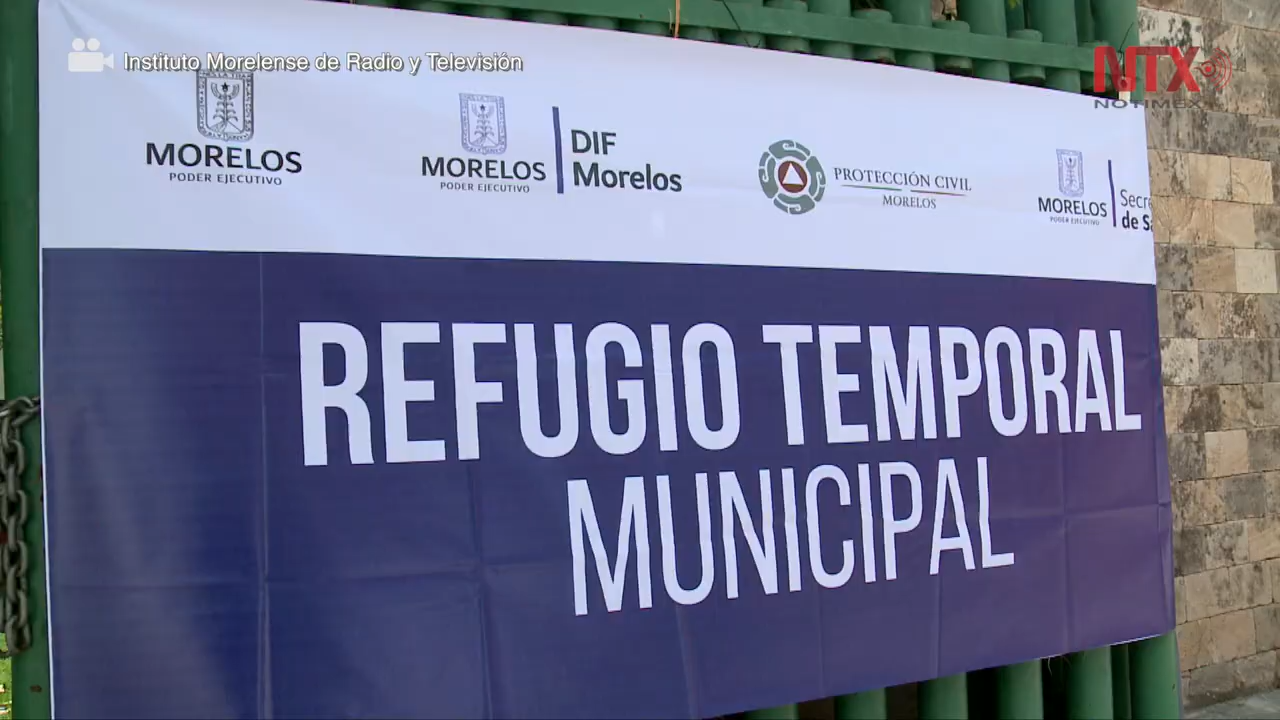 Instituto Morelense de Radio y Televisión
NTX
NOTIMEX
MORELOS
PODER EJECUTIVO
MORELOS
PODER EJECUTIVO
DIF
Morelos
PROTECCIÓN CIVIL
MORELOS
MORELOS
PODER EJECUTIVO
REFUGIO TEMPORAL
MUNICIPAL